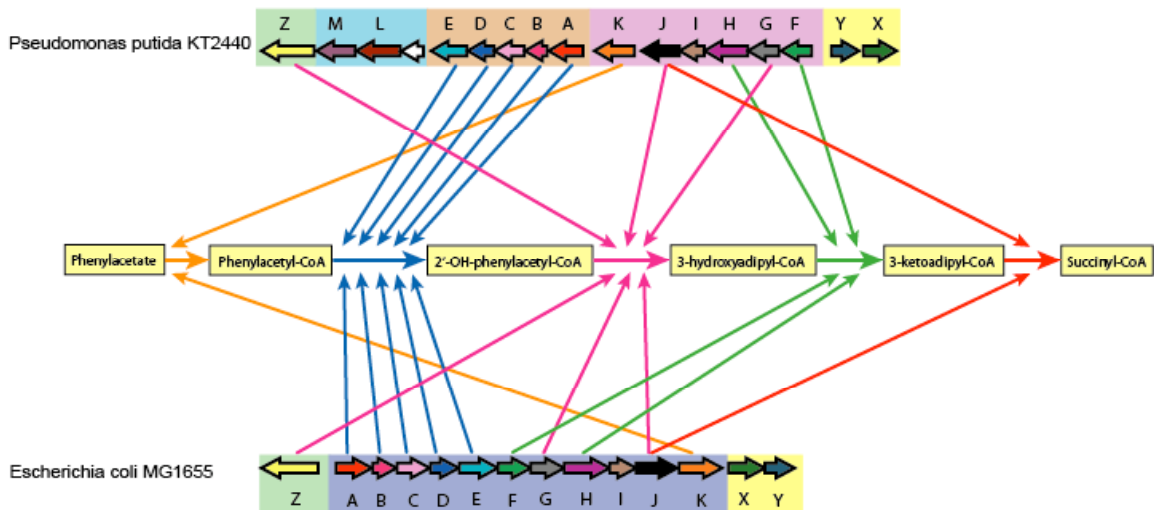 Z M L E D C B A K J I H G F Y X
Pseudomonas putida KT2440
Phenylacetate Phenylacetyl-CoA 2′-OH-phenylacetyl-CoA 3-hydroxyadipyl-CoA 3-ketoadipyl-CoA Succinyl-CoA
Escherichia coli MG1655
Z A B C D E F G H I J K X Y